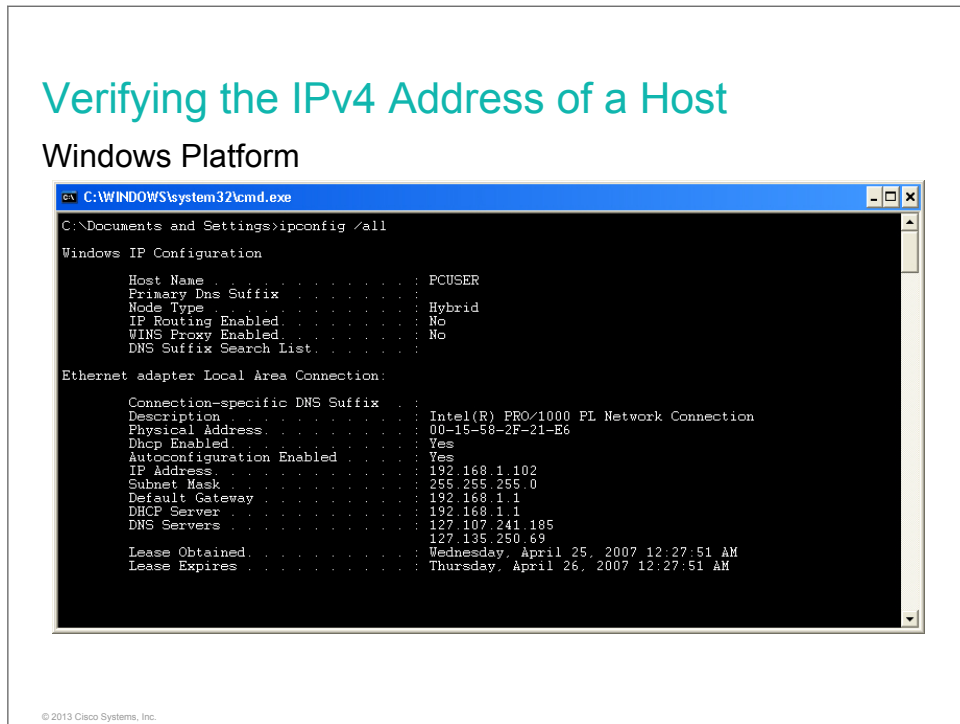 Verifying the IPv4 Address of a Host
Windows Platform
C:\WINDOWS\system32\cmd.exe
C:\Documents and Settings>ipconfig /all
Windows IP Configuration
Host Name . . . . . . . . . . . . : PCUSER
Primary Dns Suffix . . . . . . . :
Node Type . . . . . . . . . . . . : Hybrid
IP Routing Enabled. . . . . . . . : No
WINS Proxy Enabled. . . . . . . . : No
DNS Suffix Search List. . . . . . :
Ethernet adapter Local Area Connection:
Connection-specific DNS Suffix . :
Description . . . . . . . . . . . : Intel(R) PRO/1000 PL Network Connection
Physical Address. . . . . . . . . : 00-15-58-2F-21-E6
Dhcp Enabled. . . . . . . . . . . : Yes
Autoconfiguration Enabled . . . . : Yes
IP Address. . . . . . . . . . . . : 192.168.1.102
Subnet Mask . . . . . . . . . . . : 255.255.255.0
Default Gateway . . . . . . . . . : 192.168.1.1
DHCP Server . . . . . . . . . . . : 192.168.1.1
DNS Servers . . . . . . . . . . . : 127.107.241.185
127.135.250.69
Lease Obtained. . . . . . . . . . : Wednesday, April 25, 2007 12:27:51 AM
Lease Expires . . . . . . . . . . : Thursday, April 26, 2007 12:27:51 AM
© 2013 Cisco Systems, Inc.